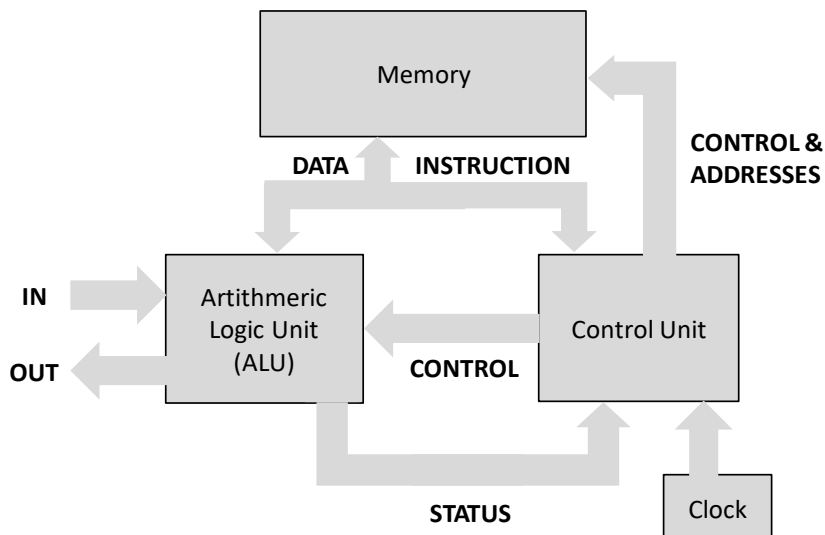 Memory
CONTROL &
ADDRESSES
DATA INSTRUCTION
IN
Artithmeric
Logic Unit
(ALU)
Control Unit
OUT
CONTROL
STATUS
Clock